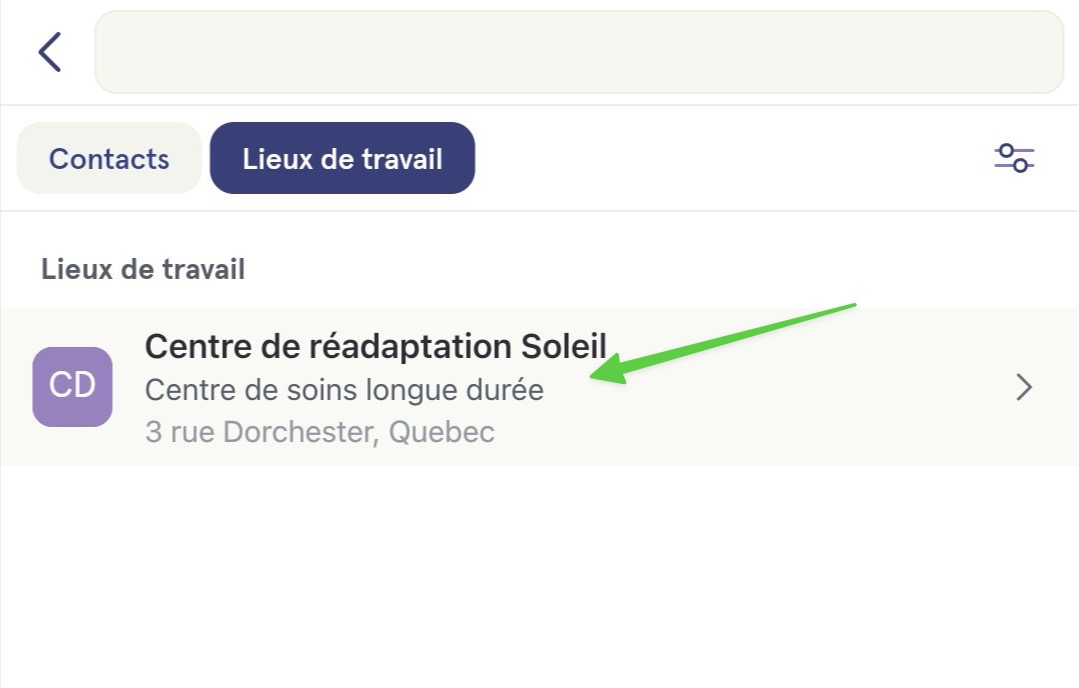 Contacts
Lieux de travail
Lieux de travail
CD
Centre de réadaptation Soleil
Centre de soins longue durée
3 rue Dorchester, Quebec